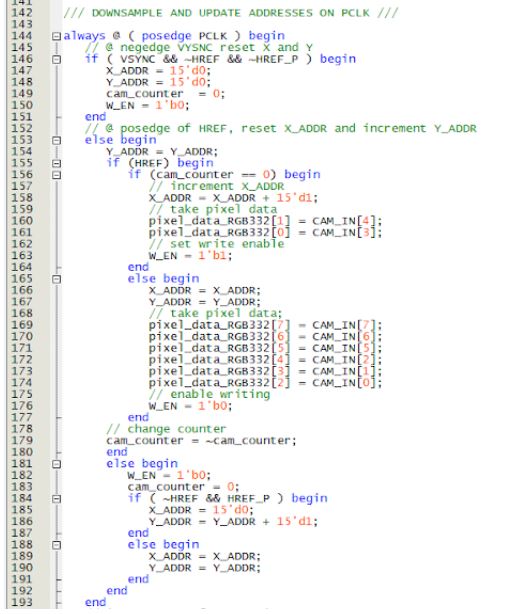 141
142 /// DOWNSAMPLE AND UPDATE ADDRESSES ON PCLK ///
143
144 always @ ( posedge PCLK ) begin
145 // @ negedge VYSNC reset X and Y
146 if ( VSYNC && ~HREF && ~HREF_P ) begin
147 X_ADDR = 15'd0;
148 Y_ADDR = 15'd0;
149 cam_counter = 0;
150 W_EN = 1'b0;
151 end
152 // @ posedge of HREF, reset X_ADDR and increment Y_ADDR
153 else begin
154 Y_ADDR = Y_ADDR;
155 if (HREF) begin
156 if (cam_counter == 0) begin
157 // increment X_ADDR
158 X_ADDR = X_ADDR + 15'd1;
159 // take pixel data
160 pixel_data_RGB332[1] = CAM_IN[4];
161 pixel_data_RGB332[0] = CAM_IN[3];
162 // set write enable
163 W_EN = 1'b1;
164 end
165 else begin
166 X_ADDR = X_ADDR;
167 Y_ADDR = Y_ADDR;
168 // take pixel data;
169 pixel_data_RGB332[7] = CAM_IN[7];
170 pixel_data_RGB332[6] = CAM_IN[6];
171 pixel_data_RGB332[5] = CAM_IN[5];
172 pixel_data_RGB332[4] = CAM_IN[2];
173 pixel_data_RGB332[3] = CAM_IN[1];
174 pixel_data_RGB332[2] = CAM_IN[0];
175 // enable writing
176 W_EN = 1'b0;
177 end
178 // change counter
179 cam_counter = ~cam_counter;
180 end
181 else begin
182 W_EN = 1'b0;
183 cam_counter = 0;
184 if ( ~HREF && HREF_P ) begin
185 X_ADDR = 15'd0;
186 Y_ADDR = Y_ADDR + 15'd1;
187 end
188 else begin
189 X_ADDR = X_ADDR;
190 Y_ADDR = Y_ADDR;
191 end
192 end
193 end